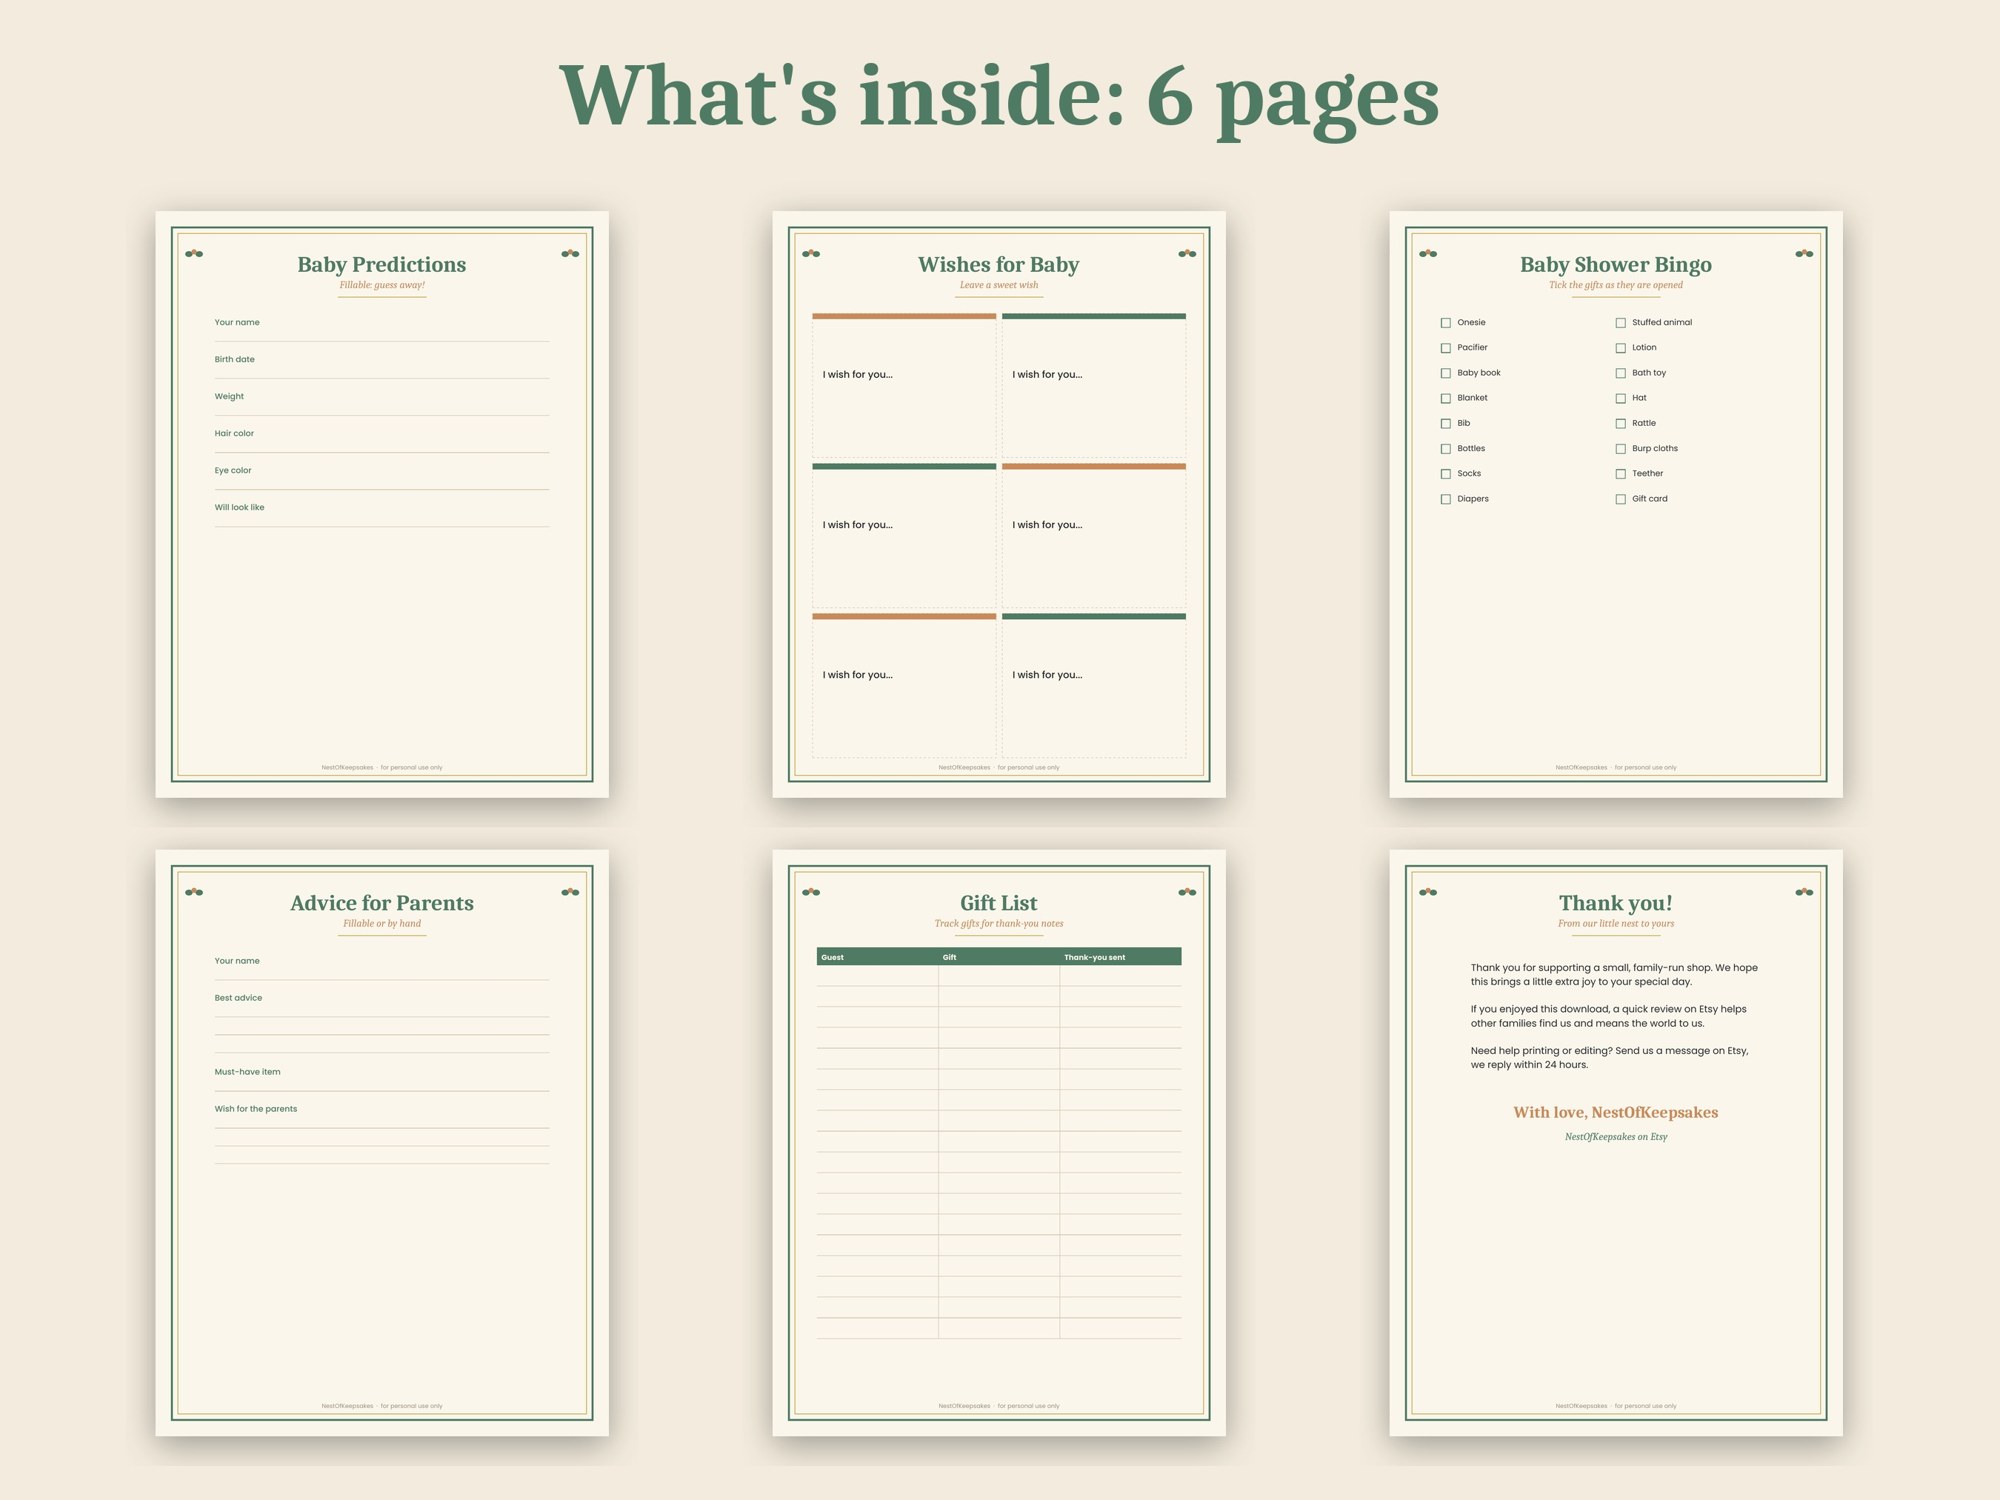 What's inside: 6 pages
Baby Predictions
Fillable: guess away!
Your name
Birth date
Weight
Hair color
Eye color
Will look like
NestOfKeepsakes · for personal use only
Wishes for Baby
Leave a sweet wish
I wish for you...
I wish for you...
I wish for you...
I wish for you...
I wish for you...
I wish for you...
NestOfKeepsakes · for personal use only
Baby Shower Bingo
Tick the gifts as they are opened
Onesie
Stuffed animal
Pacifier
Lotion
Baby book
Bath toy
Blanket
Hat
Bib
Rattle
Bottles
Burp cloths
Socks
Teether
Diapers
Gift card
NestOfKeepsakes · for personal use only
Advice for Parents
Fillable or by hand
Your name
Best advice
Must-have item
Wish for the parents
NestOfKeepsakes · for personal use only
Gift List
Track gifts for thank-you notes
Guest Gift Thank-you sent
NestOfKeepsakes · for personal use only
Thank you!
From our little nest to yours
Thank you for supporting a small, family-run shop. We hope
this brings a little extra joy to your special day.
If you enjoyed this download, a quick review on Etsy helps
other families find us and means the world to us.
Need help printing or editing? Send us a message on Etsy,
we reply within 24 hours.
With love, NestOfKeepsakes
NestOfKeepsakes on Etsy
NestOfKeepsakes · for personal use only